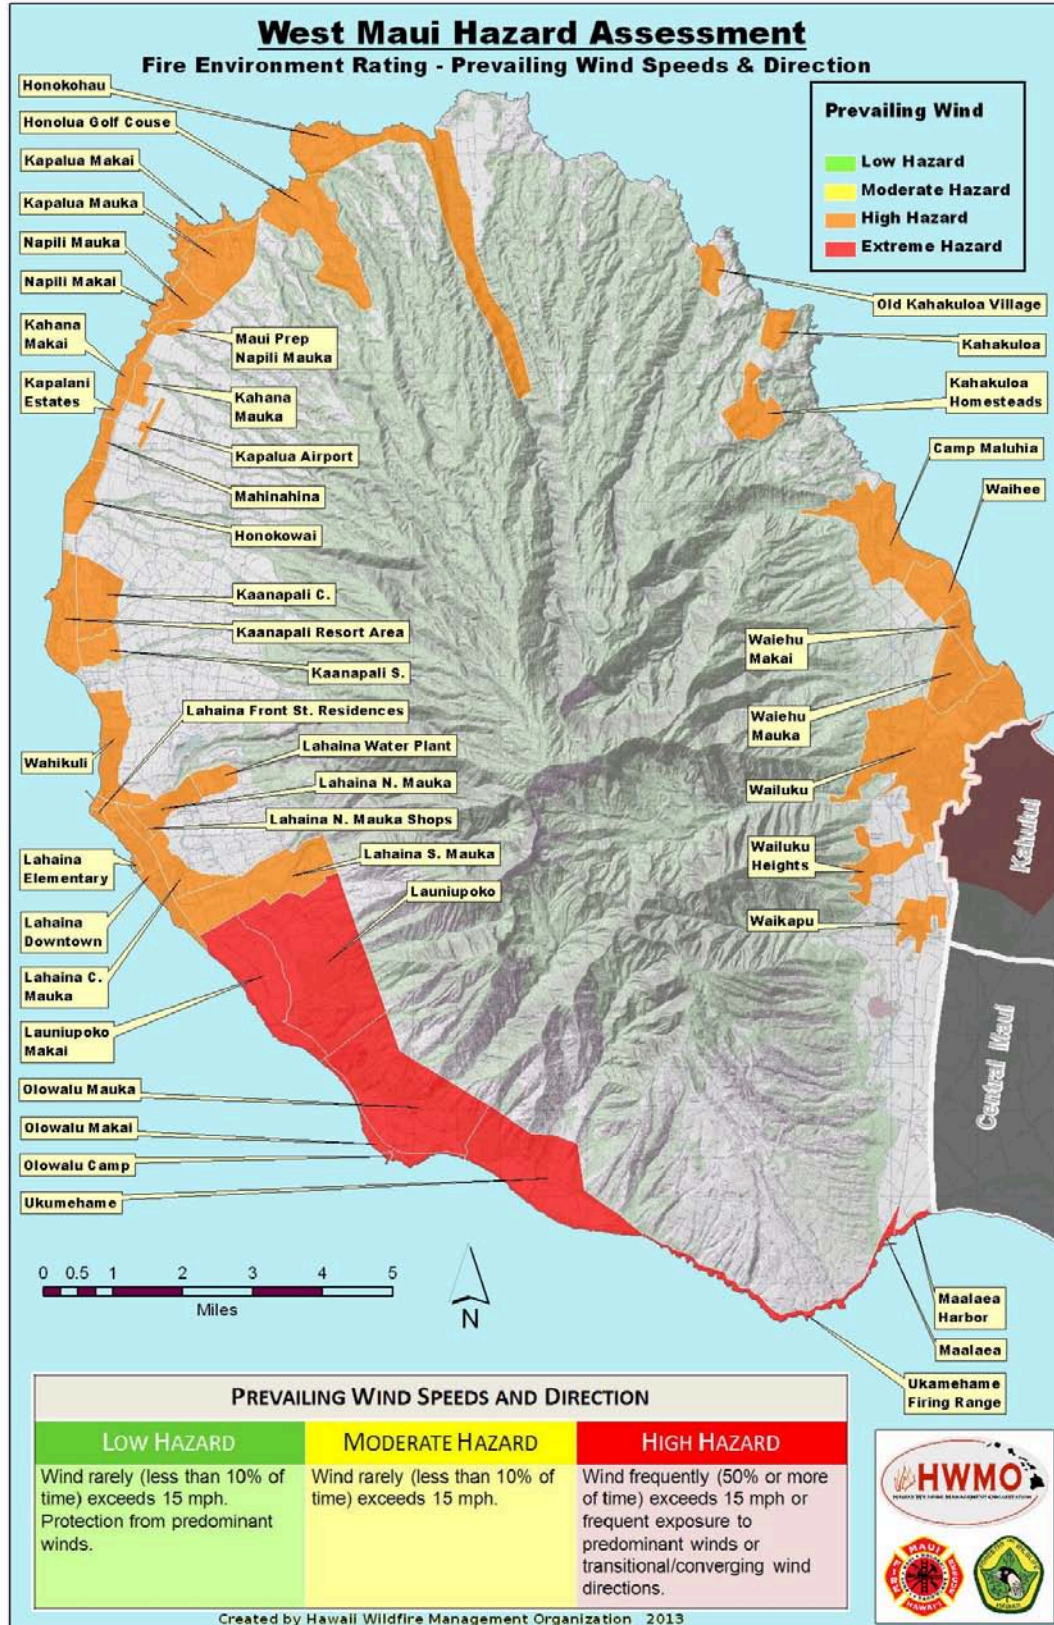 West Maui Hazard Assessment
Fire Environment Rating - Prevailing Wind Speeds & Direction
Honokohau
Honolua Golf Couse
Kapalua Makai
Kapalua Mauka
Napili Mauka
Napili Makai
Kahana
Makai
Kapalani
Estates
Maui Prep
Napili Mauka
Kahana
Mauka
Kapalua Airport
Mahinahina
Honokowai
Kaanapali C.
Kaanapali Resort Area
Kaanapali S.
Lahaina Front St. Residences
Wahikuli
Lahaina Water Plant
Lahaina N. Mauka
Lahaina N. Mauka Shops
Lahaina S. Mauka
Launiupoko
Lahaina
Elementary
Lahaina
Downtown
Lahaina C.
Mauka
Launiupoko
Makai
Olowalu Mauka
Olowalu Makai
Olowalu Camp
Ukumehame
Prevailing Wind
Low Hazard
Moderate Hazard
High Hazard
Extreme Hazard
Old Kahakuloa Village
Kahakuloa
Kahakuloa
Homesteads
Camp Maluhia
Waihee
Waiehu
Makai
Waiehu
Mauka
Wailuku
Wailuku
Heights
Waikapu
Kahului
Central Maui
Maalaea
Harbor
Maalaea
Ukamehame
Firing Range
0 0.5 1 2 3 4 5
Miles
N
PREVAILING WIND SPEEDS AND DIRECTION
LOW HAZARD
Wind rarely (less than 10% of
time) exceeds 15 mph.
Protection from predominant
winds.
MODERATE HAZARD
Wind rarely (less than 10% of
time) exceeds 15 mph.
HIGH HAZARD
Wind frequently (50% or more
of time) exceeds 15 mph or
frequent exposure to
predominant winds or
transitional/converging wind
directions.
HWMO
MAUI
FIRE
HAWAII
Created by Hawaii Wildfire Management Organization 2013